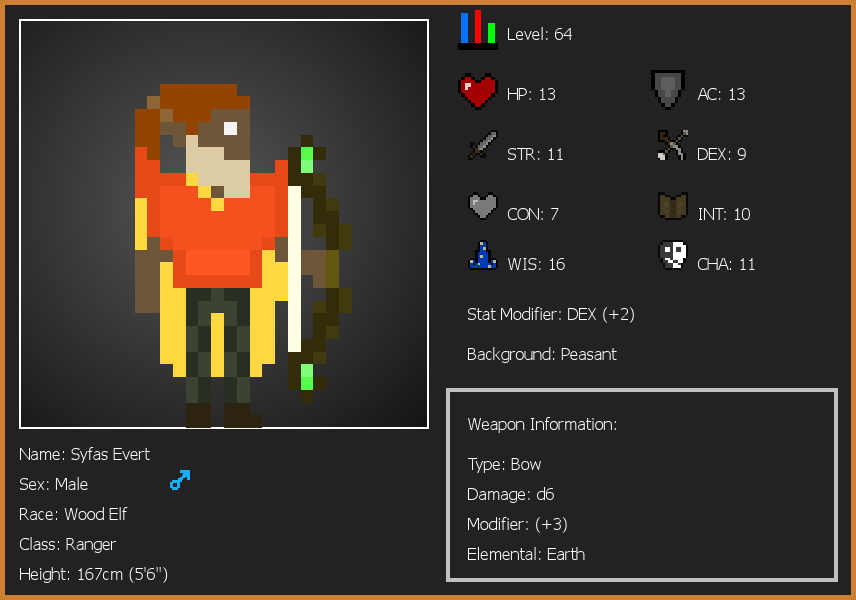 Level: 64
HP: 13
AC: 13
STR: 11
DEX: 9
CON: 7
INT: 10
WIS: 16
CHA: 11
Stat Modifier: DEX (+2)
Background: Peasant
Weapon Information:
Type: Bow
Damage: d6
Modifier: (+3)
Elemental: Earth
Name: Syfas Evert
Sex: Male
Race: Wood Elf
Class: Ranger
Height: 167cm (5'6")